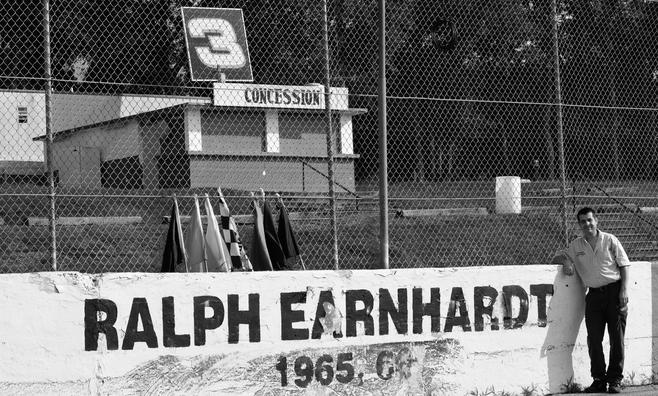 3
CONCESSION
RALPH EARNHARDT
1965,